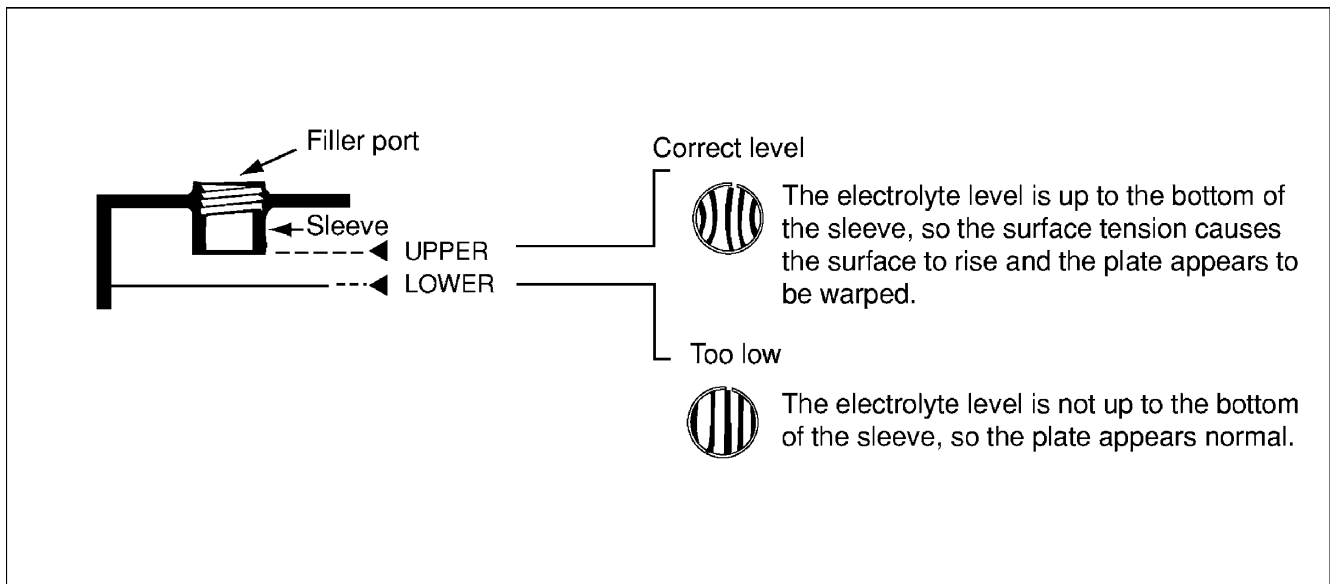 Filler port
Sleeve
UPPER
LOWER
Correct level
The electrolyte level is up to the bottom of
the sleeve, so the surface tension causes
the surface to rise and the plate appears to
be warped.
Too low
The electrolyte level is not up to the bottom
of the sleeve, so the plate appears normal.